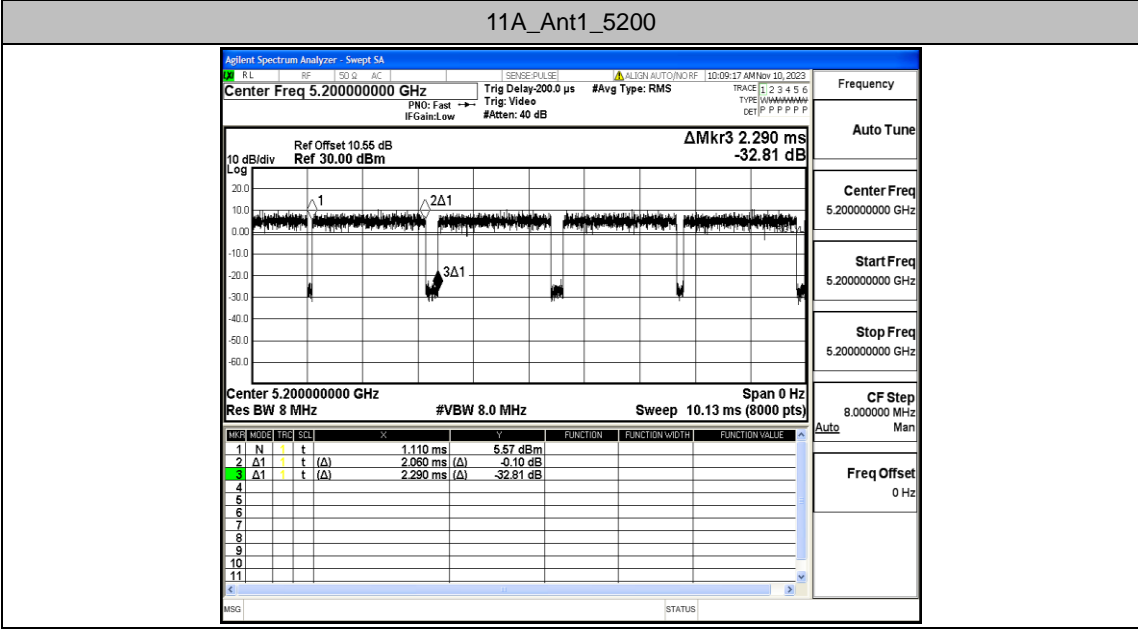 11A_Ant1_5200
Agilent Spectrum Analyzer - Swept SA
LXI RL RF 50 Ω AC SENSE:PULSE ALIGN AUTO/NO RF 10:09:17 AM Nov 10, 2023
Center Freq 5.200000000 GHz
PNO: Fast
IFGain:Low
Trig Delay-200.0 µs
Trig: Video
#Atten: 40 dB
#Avg Type: RMS
TRACE 1 2 3 4 5 6
TYPE WWWWWW
DET P P P P P P
ΔMkr3 2.290 ms
-32.81 dB
Ref Offset 10.55 dB
10 dB/div Ref 30.00 dBm
Log
20.0
10.0
0.00
-10.0
-20.0
-30.0
-40.0
-50.0
-60.0
1
2Δ1
3Δ1
Center 5.200000000 GHz Span 0 Hz
Res BW 8 MHz #VBW 8.0 MHz Sweep 10.13 ms (8000 pts)
MKR MODE TRC SCL X Y FUNCTION FUNCTION WIDTH FUNCTION VALUE
1 N 1 t 1.110 ms 5.57 dBm
2 Δ1 1 t (Δ) 2.060 ms (Δ) -0.10 dB
3 Δ1 1 t (Δ) 2.290 ms (Δ) -32.81 dB
4
5
6
7
8
9
10
11
MSG STATUS
Frequency
Auto Tune
Center Freq
5.200000000 GHz
Start Freq
5.200000000 GHz
Stop Freq
5.200000000 GHz
CF Step
8.000000 MHz
Auto Man
Freq Offset
0 Hz